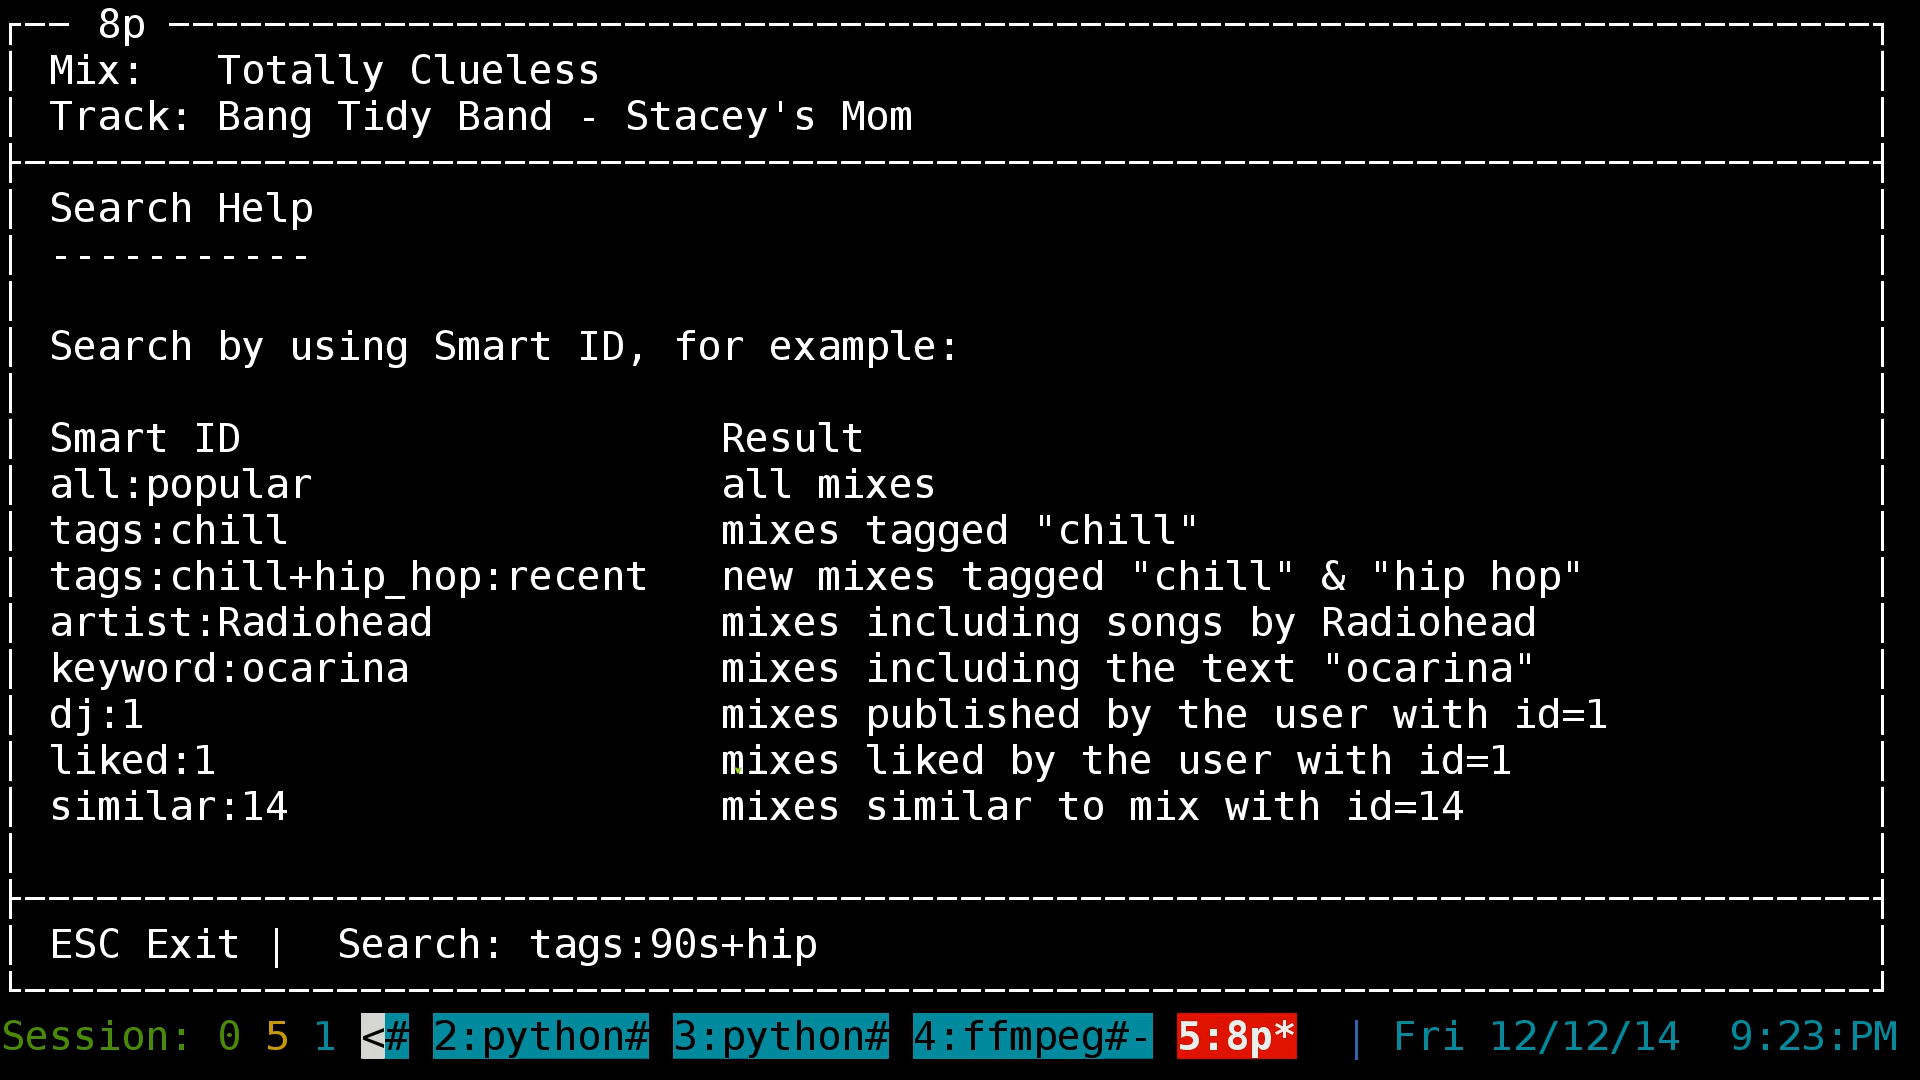 8p
Mix:   Totally Clueless
Track: Bang Tidy Band - Stacey's Mom
Search Help
-----------
Search by using Smart ID, for example:
Smart ID                    Result
all:popular                 all mixes
tags:chill                  mixes tagged "chill"
tags:chill+hip_hop:recent   new mixes tagged "chill" & "hip hop"
artist:Radiohead            mixes including songs by Radiohead
keyword:ocarina             mixes including the text "ocarina"
dj:1                        mixes published by the user with id=1
liked:1                     mixes liked by the user with id=1
similar:14                  mixes similar to mix with id=14
ESC Exit |  Search: tags:90s+hip
Session: 0 5 1 <# 2:python# 3:python# 4:ffmpeg#- 5:8p*  | Fri 12/12/14  9:23:PM